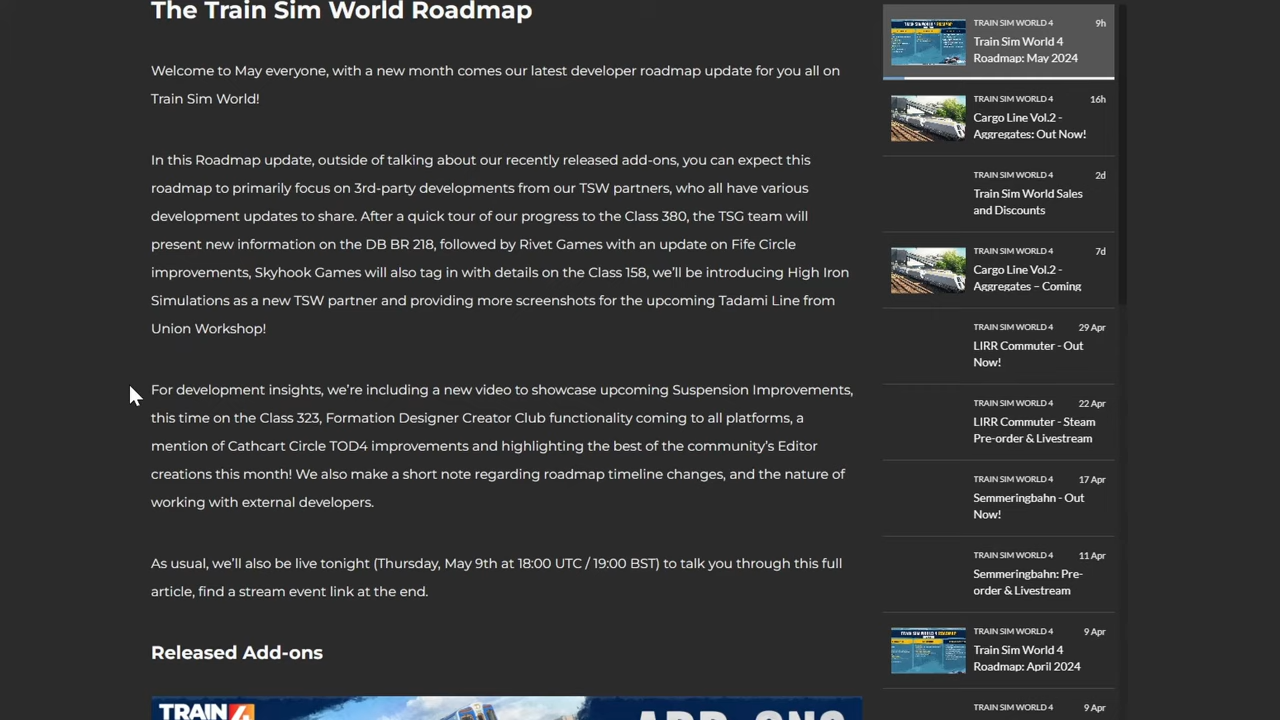 The Train Sim World Roadmap
Welcome to May everyone, with a new month comes our latest developer roadmap update for you all on
Train Sim World!
In this Roadmap update, outside of talking about our recently released add-ons, you can expect this
roadmap to primarily focus on 3rd-party developments from our TSW partners, who all have various
development updates to share. After a quick tour of our progress to the Class 380, the TSG team will
present new information on the DB BR 218, followed by Rivet Games with an update on Fife Circle
improvements, Skyhook Games will also tag in with details on the Class 158, we’ll be introducing High Iron
Simulations as a new TSW partner and providing more screenshots for the upcoming Tadami Line from
Union Workshop!
For development insights, we’re including a new video to showcase upcoming Suspension Improvements,
this time on the Class 323, Formation Designer Creator Club functionality coming to all platforms, a
mention of Cathcart Circle TOD4 improvements and highlighting the best of the community’s Editor
creations this month! We also make a short note regarding roadmap timeline changes, and the nature of
working with external developers.
As usual, we’ll also be live tonight (Thursday, May 9th at 18:00 UTC / 19:00 BST) to talk you through this full
article, find a stream event link at the end.
Released Add-ons
TRAIN 4
ADD-ONS
TRAIN SIM WORLD 4 9h
Train Sim World 4
Roadmap: May 2024
TRAIN SIM WORLD 4 16h
Cargo Line Vol.2 -
Aggregates: Out Now!
TRAIN SIM WORLD 4 2d
Train Sim World Sales
and Discounts
TRAIN SIM WORLD 4 7d
Cargo Line Vol.2 -
Aggregates – Coming
TRAIN SIM WORLD 4 29 Apr
LIRR Commuter - Out
Now!
TRAIN SIM WORLD 4 22 Apr
LIRR Commuter - Steam
Pre-order & Livestream
TRAIN SIM WORLD 4 17 Apr
Semmeringbahn - Out
Now!
TRAIN SIM WORLD 4 11 Apr
Semmeringbahn: Pre-
order & Livestream
TRAIN SIM WORLD 4 9 Apr
Train Sim World 4
Roadmap: April 2024
TRAIN SIM WORLD 4 9 Apr